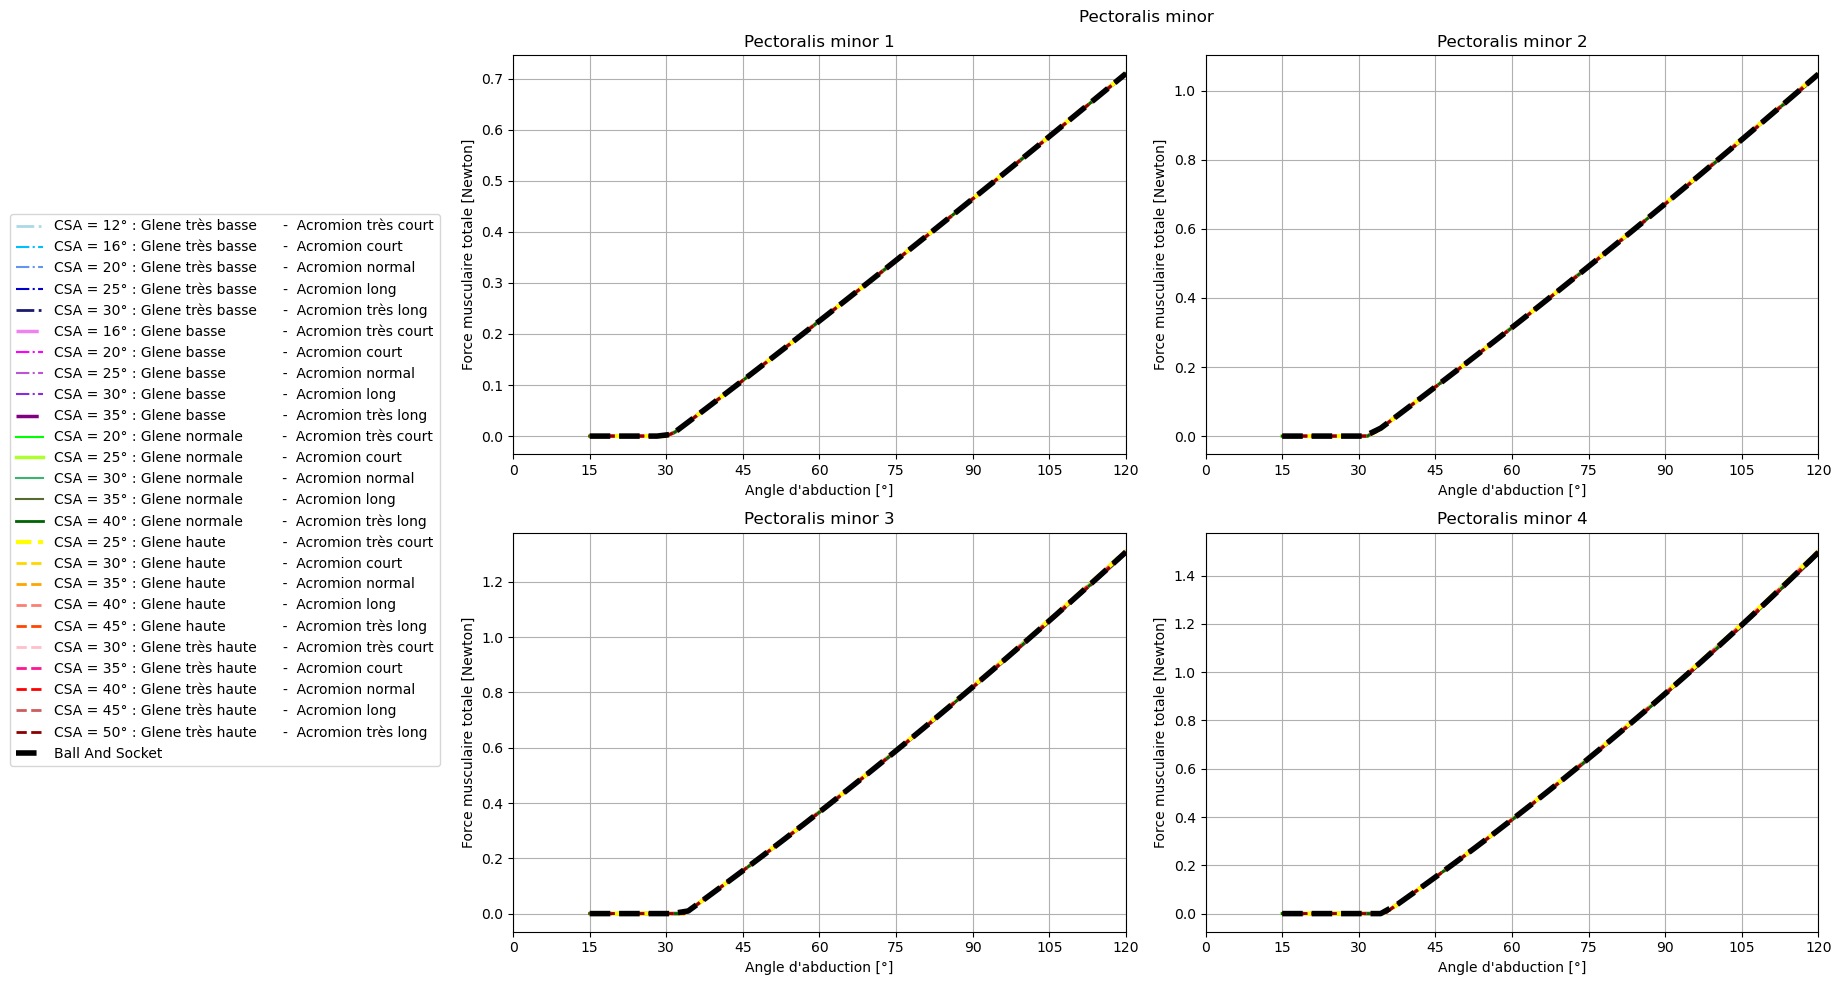 Pectoralis minor
CSA = 12° : Glene très basse - Acromion très court
CSA = 16° : Glene très basse - Acromion court
CSA = 20° : Glene très basse - Acromion normal
CSA = 25° : Glene très basse - Acromion long
CSA = 30° : Glene très basse - Acromion très long
CSA = 16° : Glene basse - Acromion très court
CSA = 20° : Glene basse - Acromion court
CSA = 25° : Glene basse - Acromion normal
CSA = 30° : Glene basse - Acromion long
CSA = 35° : Glene basse - Acromion très long
CSA = 20° : Glene normale - Acromion très court
CSA = 25° : Glene normale - Acromion court
CSA = 30° : Glene normale - Acromion normal
CSA = 35° : Glene normale - Acromion long
CSA = 40° : Glene normale - Acromion très long
CSA = 25° : Glene haute - Acromion très court
CSA = 30° : Glene haute - Acromion court
CSA = 35° : Glene haute - Acromion normal
CSA = 40° : Glene haute - Acromion long
CSA = 45° : Glene haute - Acromion très long
CSA = 30° : Glene très haute - Acromion très court
CSA = 35° : Glene très haute - Acromion court
CSA = 40° : Glene très haute - Acromion normal
CSA = 45° : Glene très haute - Acromion long
CSA = 50° : Glene très haute - Acromion très long
Ball And Socket
Pectoralis minor 1
Force musculaire totale [Newton]
0.7
0.6
0.5
0.4
0.3
0.2
0.1
0.0
0 15 30 45 60 75 90 105 120
Angle d'abduction [°]
Pectoralis minor 2
Force musculaire totale [Newton]
1.0
0.8
0.6
0.4
0.2
0.0
0 15 30 45 60 75 90 105 120
Angle d'abduction [°]
Pectoralis minor 3
Force musculaire totale [Newton]
1.2
1.0
0.8
0.6
0.4
0.2
0.0
0 15 30 45 60 75 90 105 120
Angle d'abduction [°]
Pectoralis minor 4
Force musculaire totale [Newton]
1.4
1.2
1.0
0.8
0.6
0.4
0.2
0.0
0 15 30 45 60 75 90 105 120
Angle d'abduction [°]